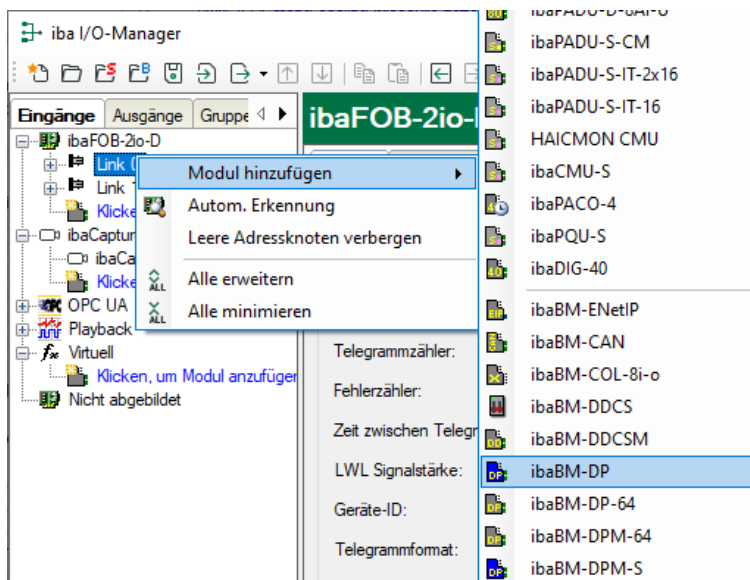 iba I/O-Manager
Eingänge Ausgänge Gruppe
ibaFOB-2io-
ibaFOB-2io-D
Link
Link
Klicke
ibaCaptur
ibaCa
Klicke
OPC UA
Playback
Virtuell
Klicken, um Modul anzufüger
Nicht abgebildet
Modul hinzufügen
Autom. Erkennung
Leere Adressknoten verbergen
Alle erweitern
Alle minimieren
Telegrammzähler:
Fehlerzähler:
Zeit zwischen Telegr
LWL Signalstärke:
Geräte-ID:
Telegrammformat:
ibaPADU-D-8AI-U
ibaPADU-S-CM
ibaPADU-S-IT-2x16
ibaPADU-S-IT-16
HAICMON CMU
ibaCMU-S
ibaPACO-4
ibaPQU-S
ibaDIG-40
ibaBM-ENetIP
ibaBM-CAN
ibaBM-COL-8i-o
ibaBM-DDCS
ibaBM-DDCSM
ibaBM-DP
ibaBM-DP-64
ibaBM-DPM-64
ibaBM-DPM-S